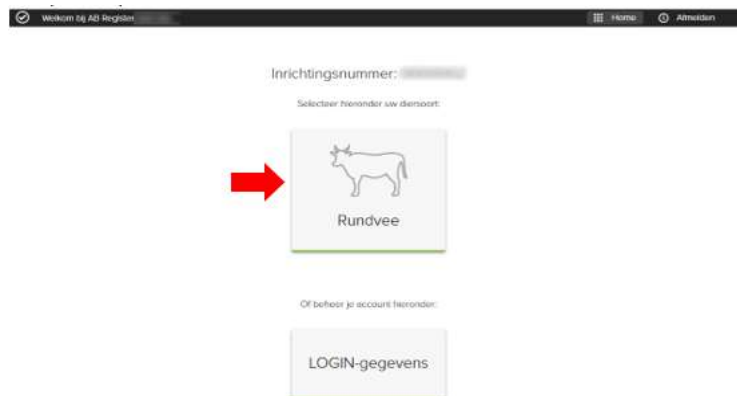 Welkom bij AB Register
Home
Afmelden
Inrichtingsnummer:
Selecteer hieronder uw diersoort:
Rundvee
Of beheer je account hieronder:
LOGIN-gegevens